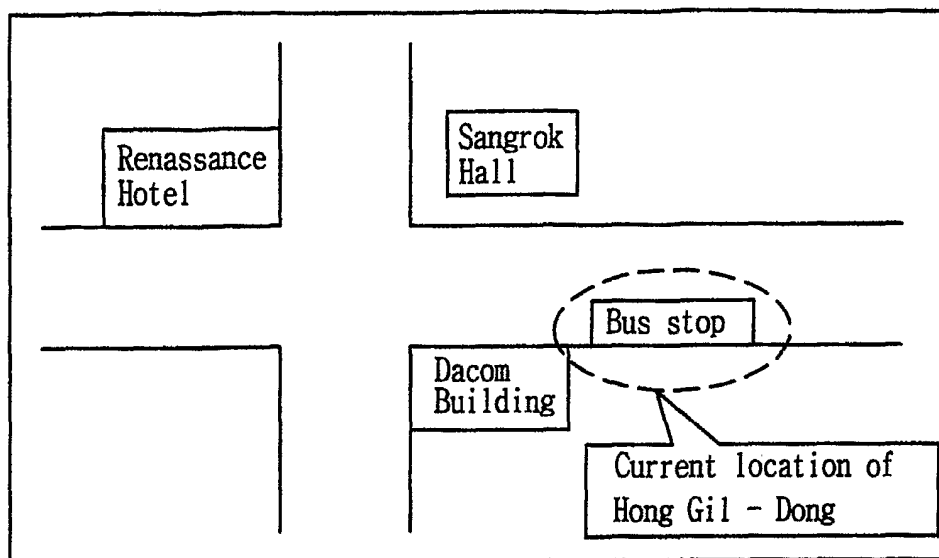 Renassance
Hotel
Sangrok
Hall
Bus stop
Dacom
Building
Current location of
Hong Gil - Dong